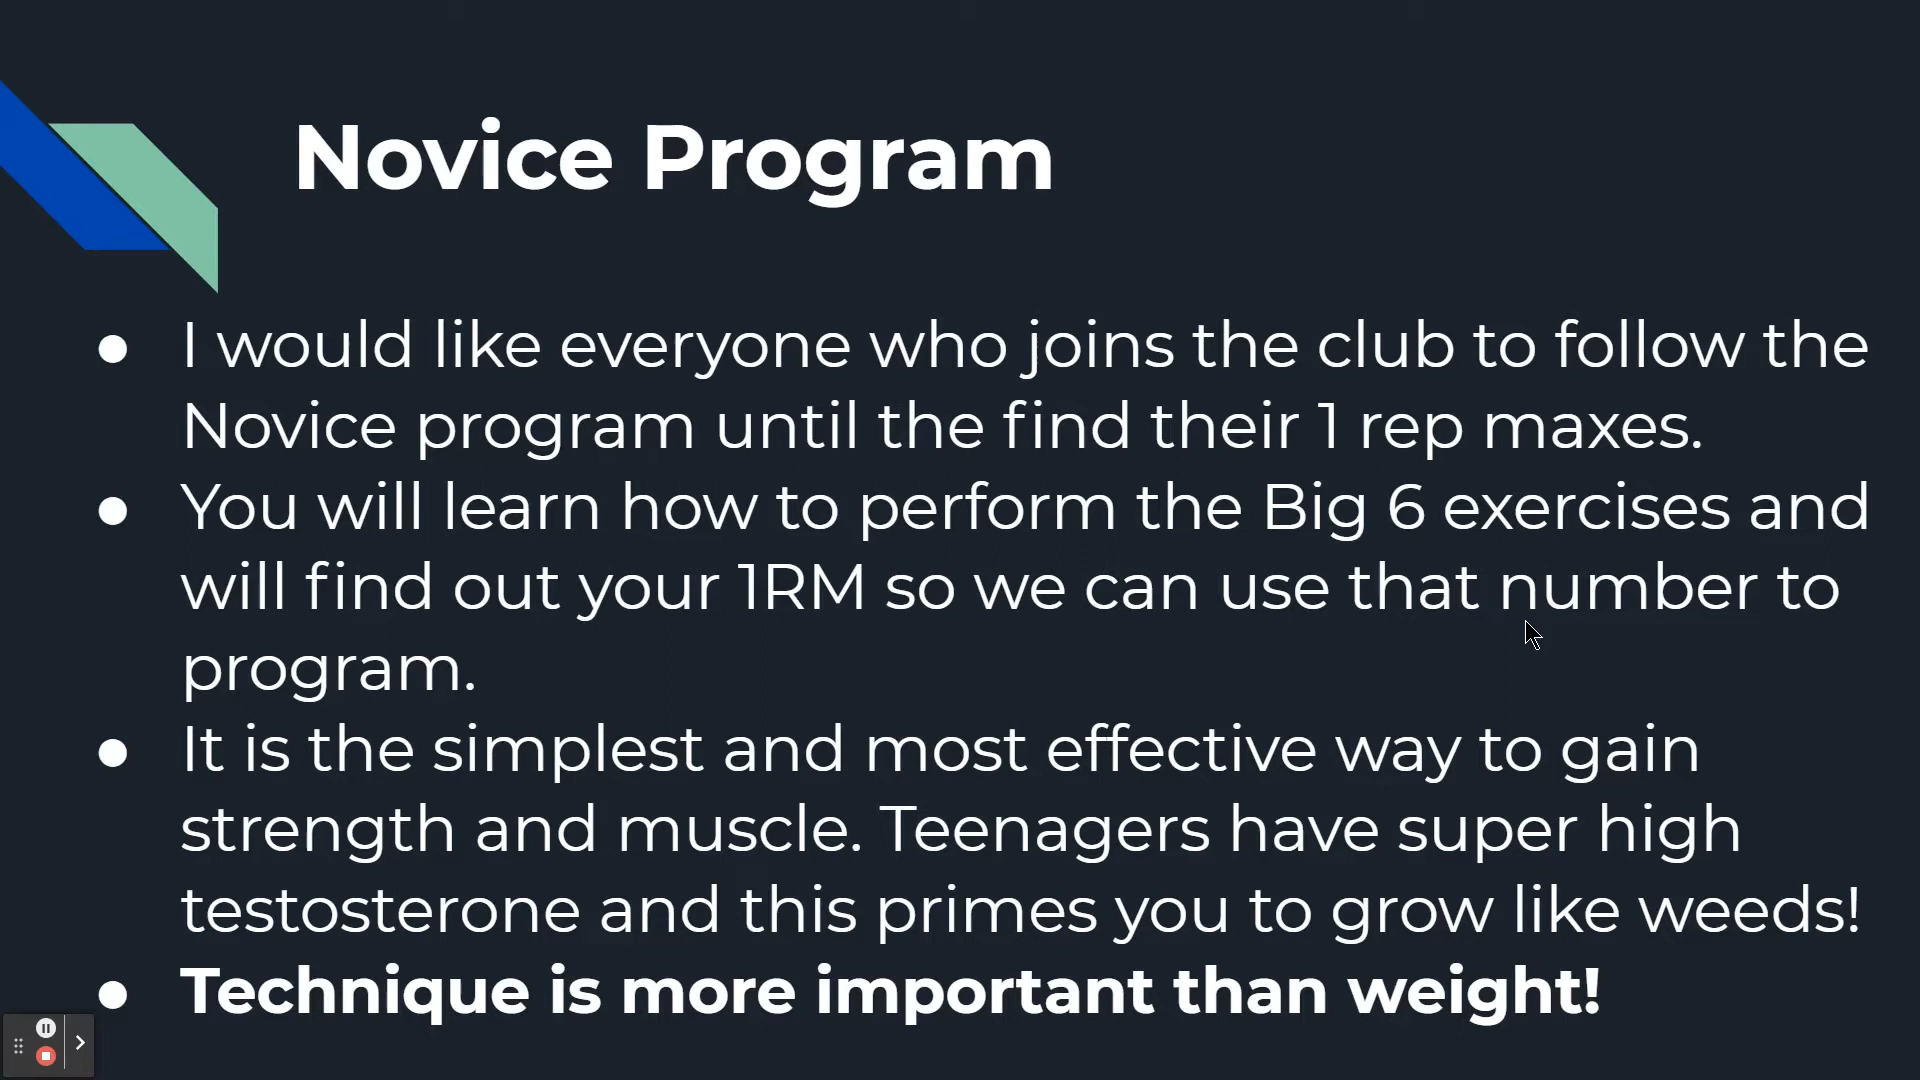 Novice Program
● I would like everyone who joins the club to follow the
Novice program until the find their 1 rep maxes.
● You will learn how to perform the Big 6 exercises and
will find out your 1RM so we can use that number to
program.
● It is the simplest and most effective way to gain
strength and muscle. Teenagers have super high
testosterone and this primes you to grow like weeds!
● Technique is more important than weight!